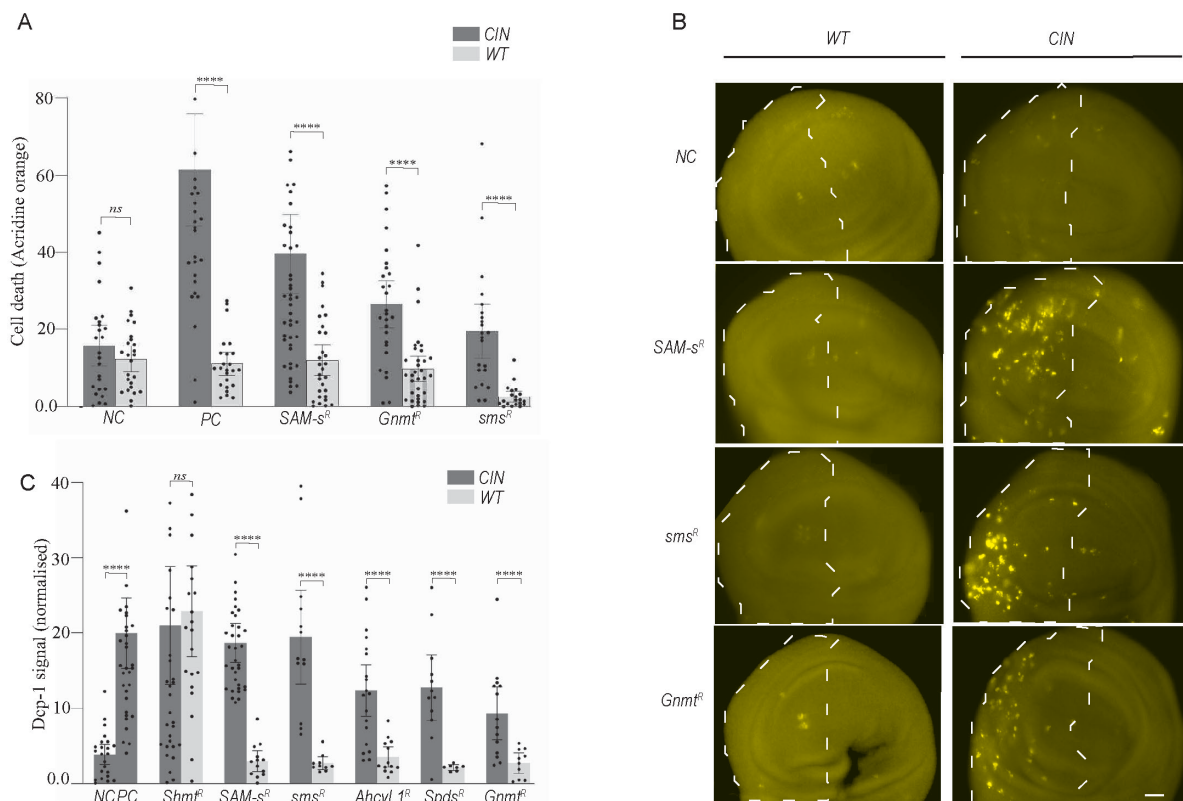 A
CIN
WT
****
****
****
****
ns
80
60
40
20
0.0
Cell death (Acridine orange)
NC PC SAM-sᴿ Gnmtᴿ smsᴿ
B
WT CIN
NC
SAM-sᴿ
smsᴿ
Gnmtᴿ
C
CIN
WT
ns
****
****
****
****
****
****
40
30
20
10
0.0
Dcp-1 signal (normalised)
NC PC Shmtᴿ SAM-sᴿ smsᴿ AhcyL1ᴿ Spdsᴿ Gnmtᴿ